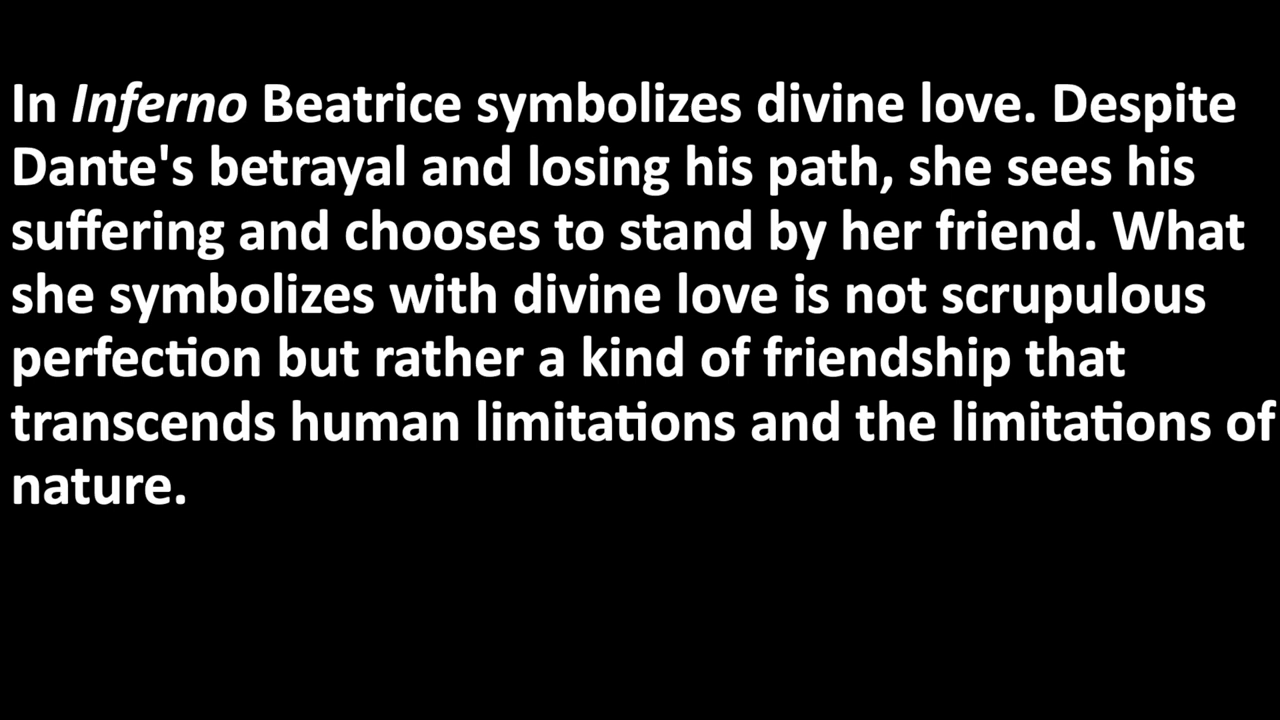 In Inferno Beatrice symbolizes divine love. Despite
Dante's betrayal and losing his path, she sees his
suffering and chooses to stand by her friend. What
she symbolizes with divine love is not scrupulous
perfection but rather a kind of friendship that
transcends human limitations and the limitations of
nature.